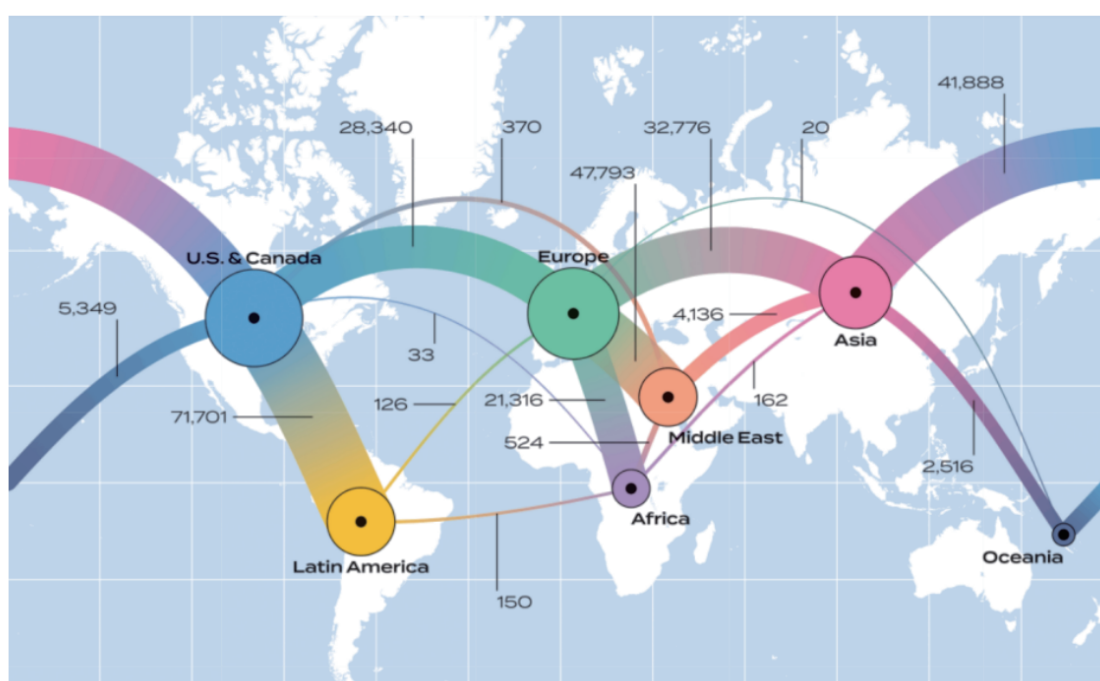 41,888
28,340
370
32,776
20
47,793
U.S. & Canada
Europe
5,349
4,136
33
Asia
71,701
126
21,316
162
524
Middle East
2,516
Africa
Oceania
Latin America
150